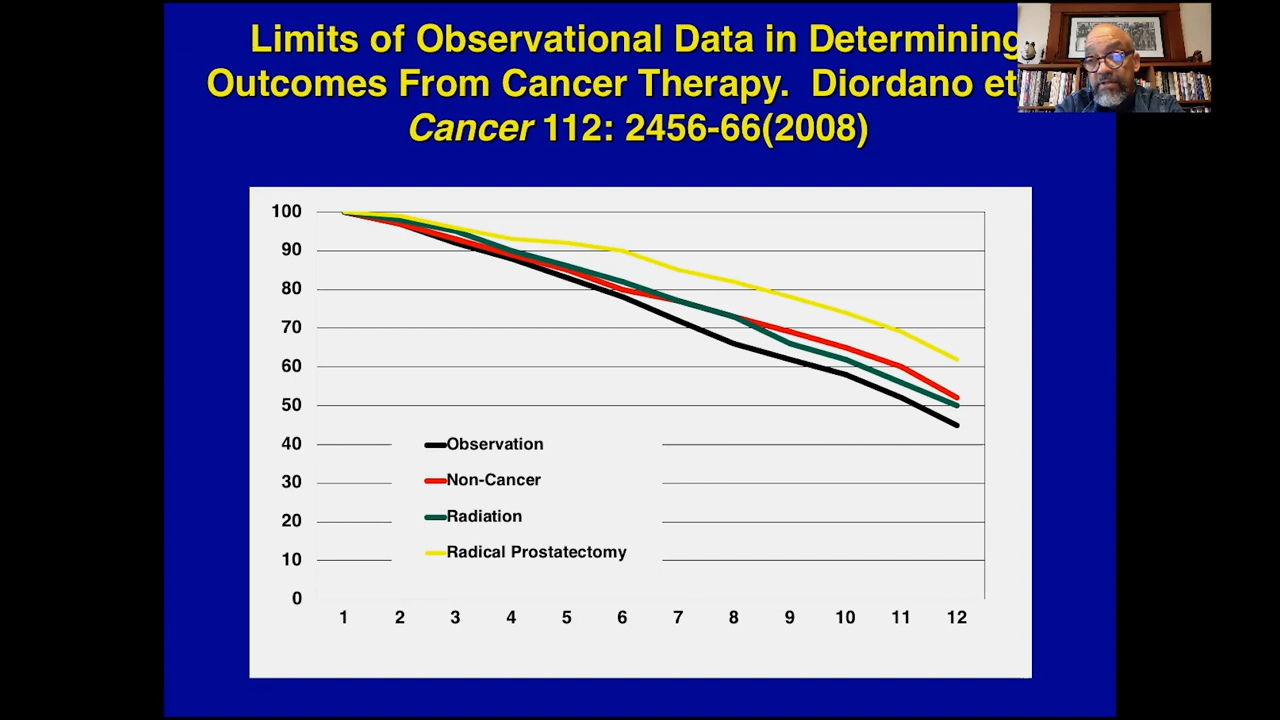 Limits of Observational Data in Determining
Outcomes From Cancer Therapy. Diordano et
Cancer 112: 2456-66(2008)
100
90
80
70
60
50
40
30
20
10
0
Observation
Non-Cancer
Radiation
Radical Prostatectomy
1 2 3 4 5 6 7 8 9 10 11 12